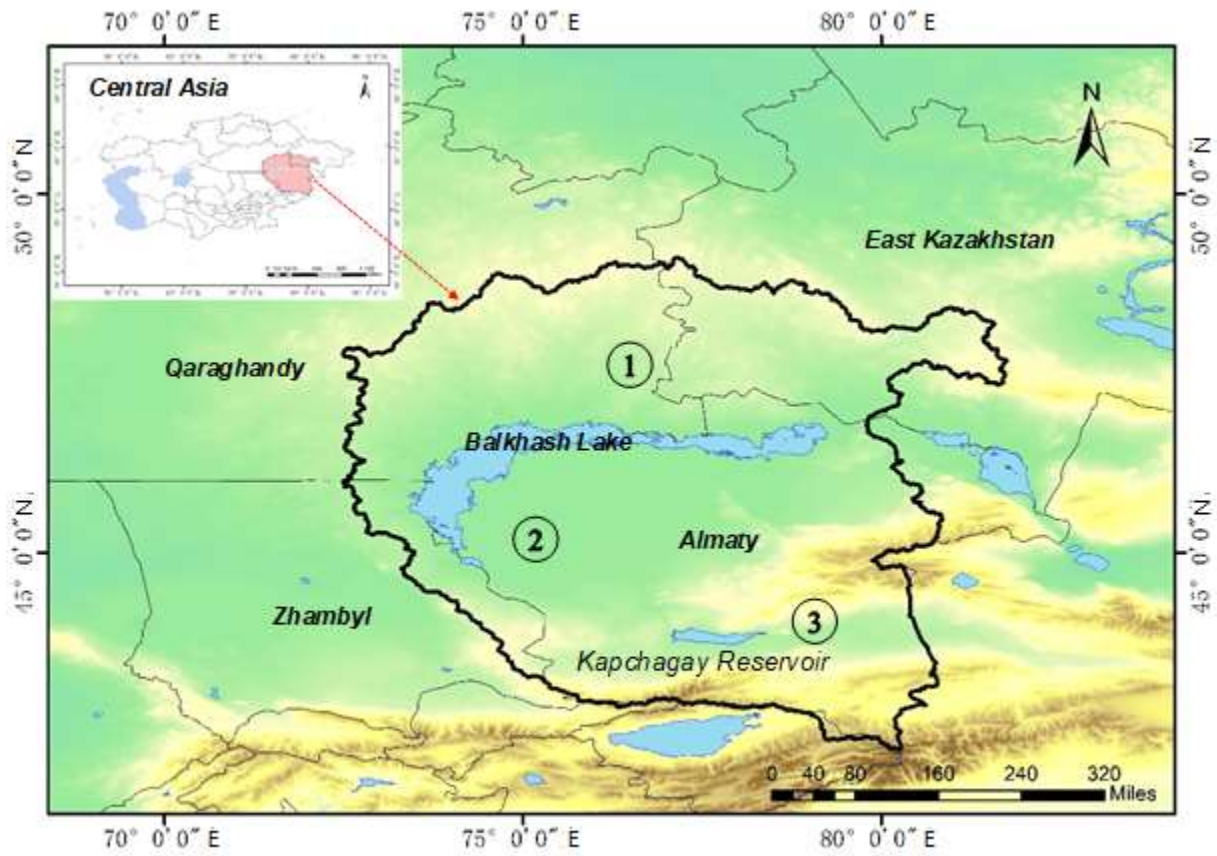 70° 0′0″E 75° 0′0″E 80° 0′0″E
Central Asia
N
50° 0′0″N
50° 0′0″N
East Kazakhstan
Qaraghandy
1
Balkhash Lake
2
Almaty
45° 0′0″N
45° 0′0″N
Zhambyl
3
Kapchagay Reservoir
0 40 80 160 240 320
Miles
70° 0′0″E 75° 0′0″E 80° 0′0″E